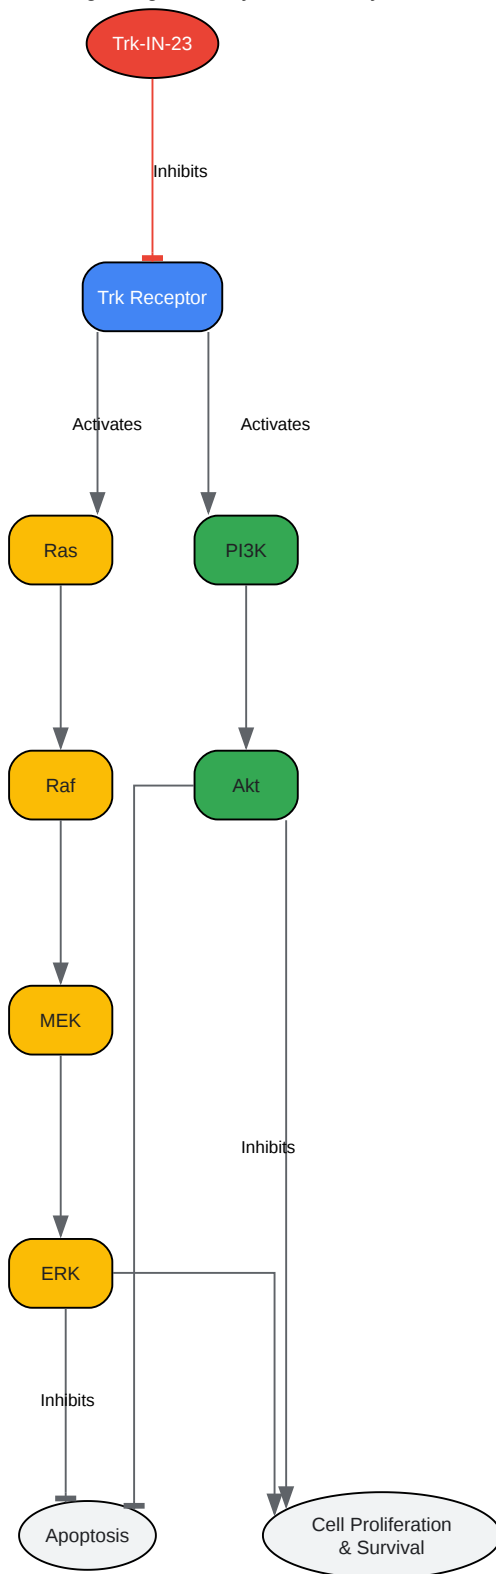 Trk-IN-23
Inhibits
Trk Receptor
Activates
Activates
Ras
PI3K
Raf
Akt
MEK
Inhibits
ERK
Inhibits
Apoptosis
Cell Proliferation
& Survival